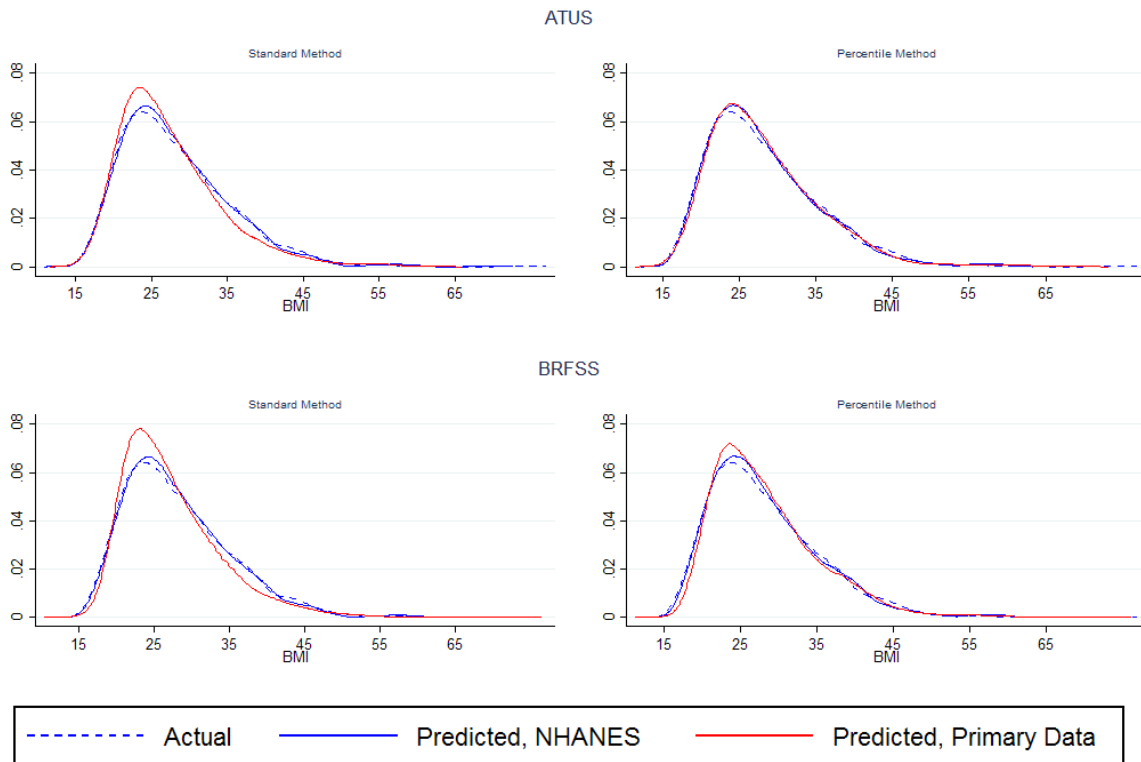 ATUS
Standard Method
Percentile Method
.08
.06
.04
.02
0
15 25 35 45 55 65
BMI
.08
.06
.04
.02
0
15 25 35 45 55 65
BMI
BRFSS
Standard Method
Percentile Method
.08
.06
.04
.02
0
15 25 35 45 55 65
BMI
.08
.06
.04
.02
0
15 25 35 45 55 65
BMI
Actual Predicted, NHANES Predicted, Primary Data